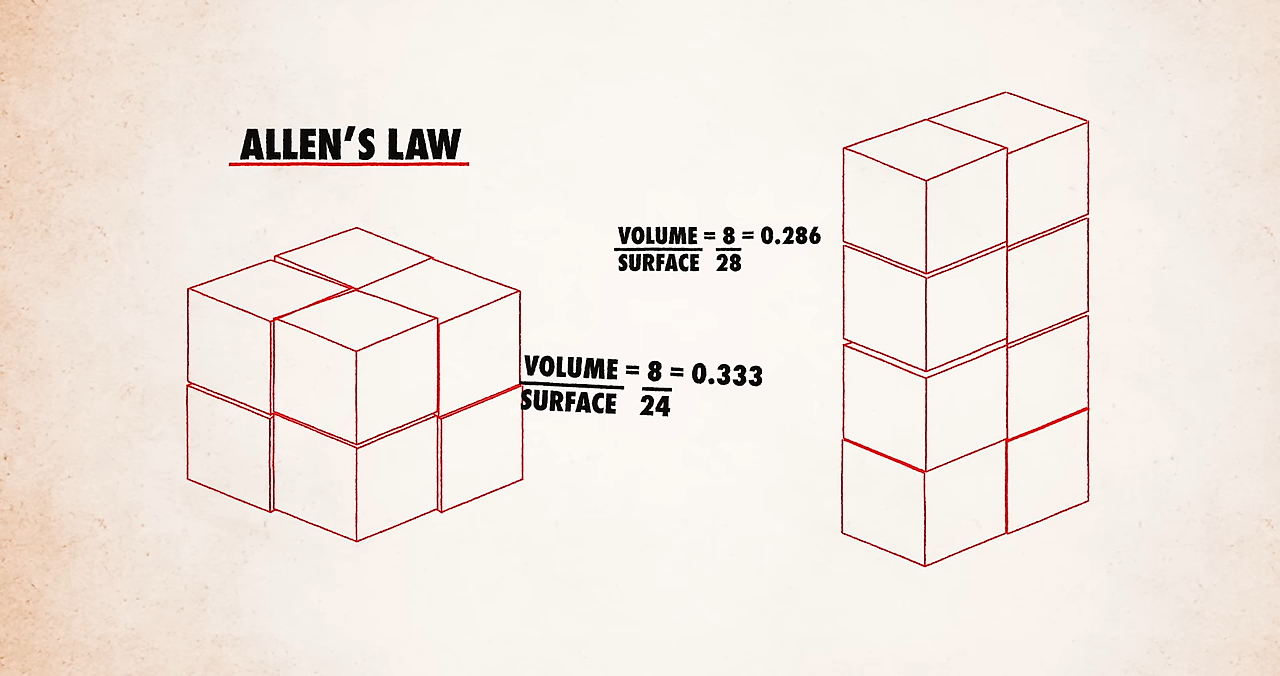 ALLEN'S LAW
VOLUME = 8 = 0.286
SURFACE 28
VOLUME = 8 = 0.333
SURFACE 24